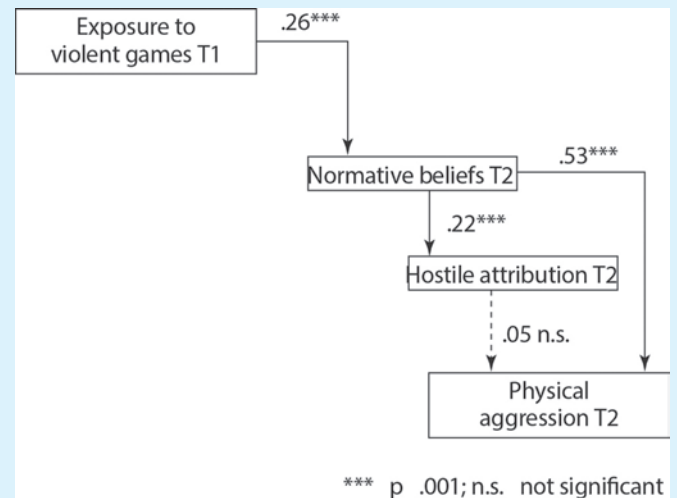 Exposure to
violent games T1
.26***
Normative beliefs T2
.53***
.22***
Hostile attribution T2
.05 n.s.
Physical
aggression T2
*** p .001; n.s. not significant